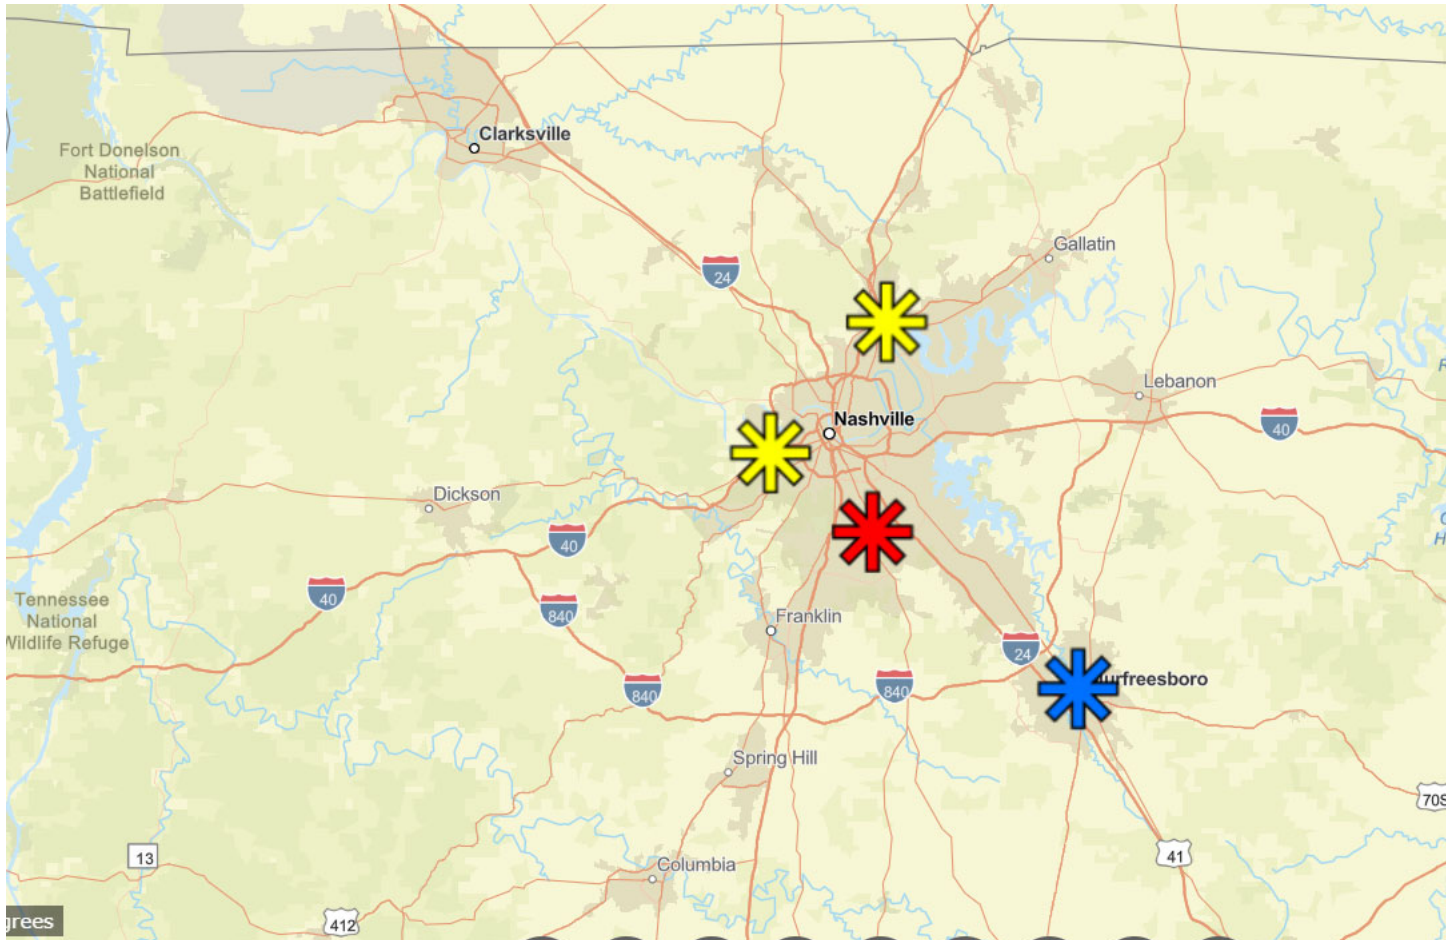 Clarksville
Fort Donelson
National
Battlefield
Gallatin
24
Lebanon
Nashville
40
Dickson
40
40
840
Tennessee
National
Wildlife Refuge
Franklin
24
840
840
urfreesboro
Spring Hill
70S
13
41
Columbia
412
grees